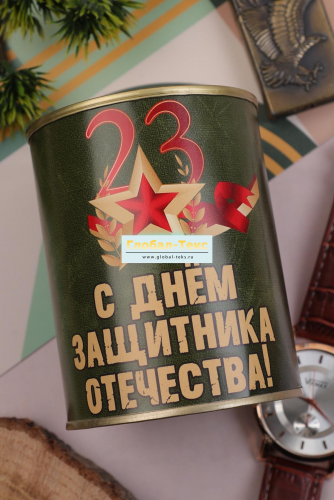 23
Глобал-Текс
www.global-teks.ru
С ДНЁМ
ЗАЩИТНИКА
ОТЕЧЕСТВА!